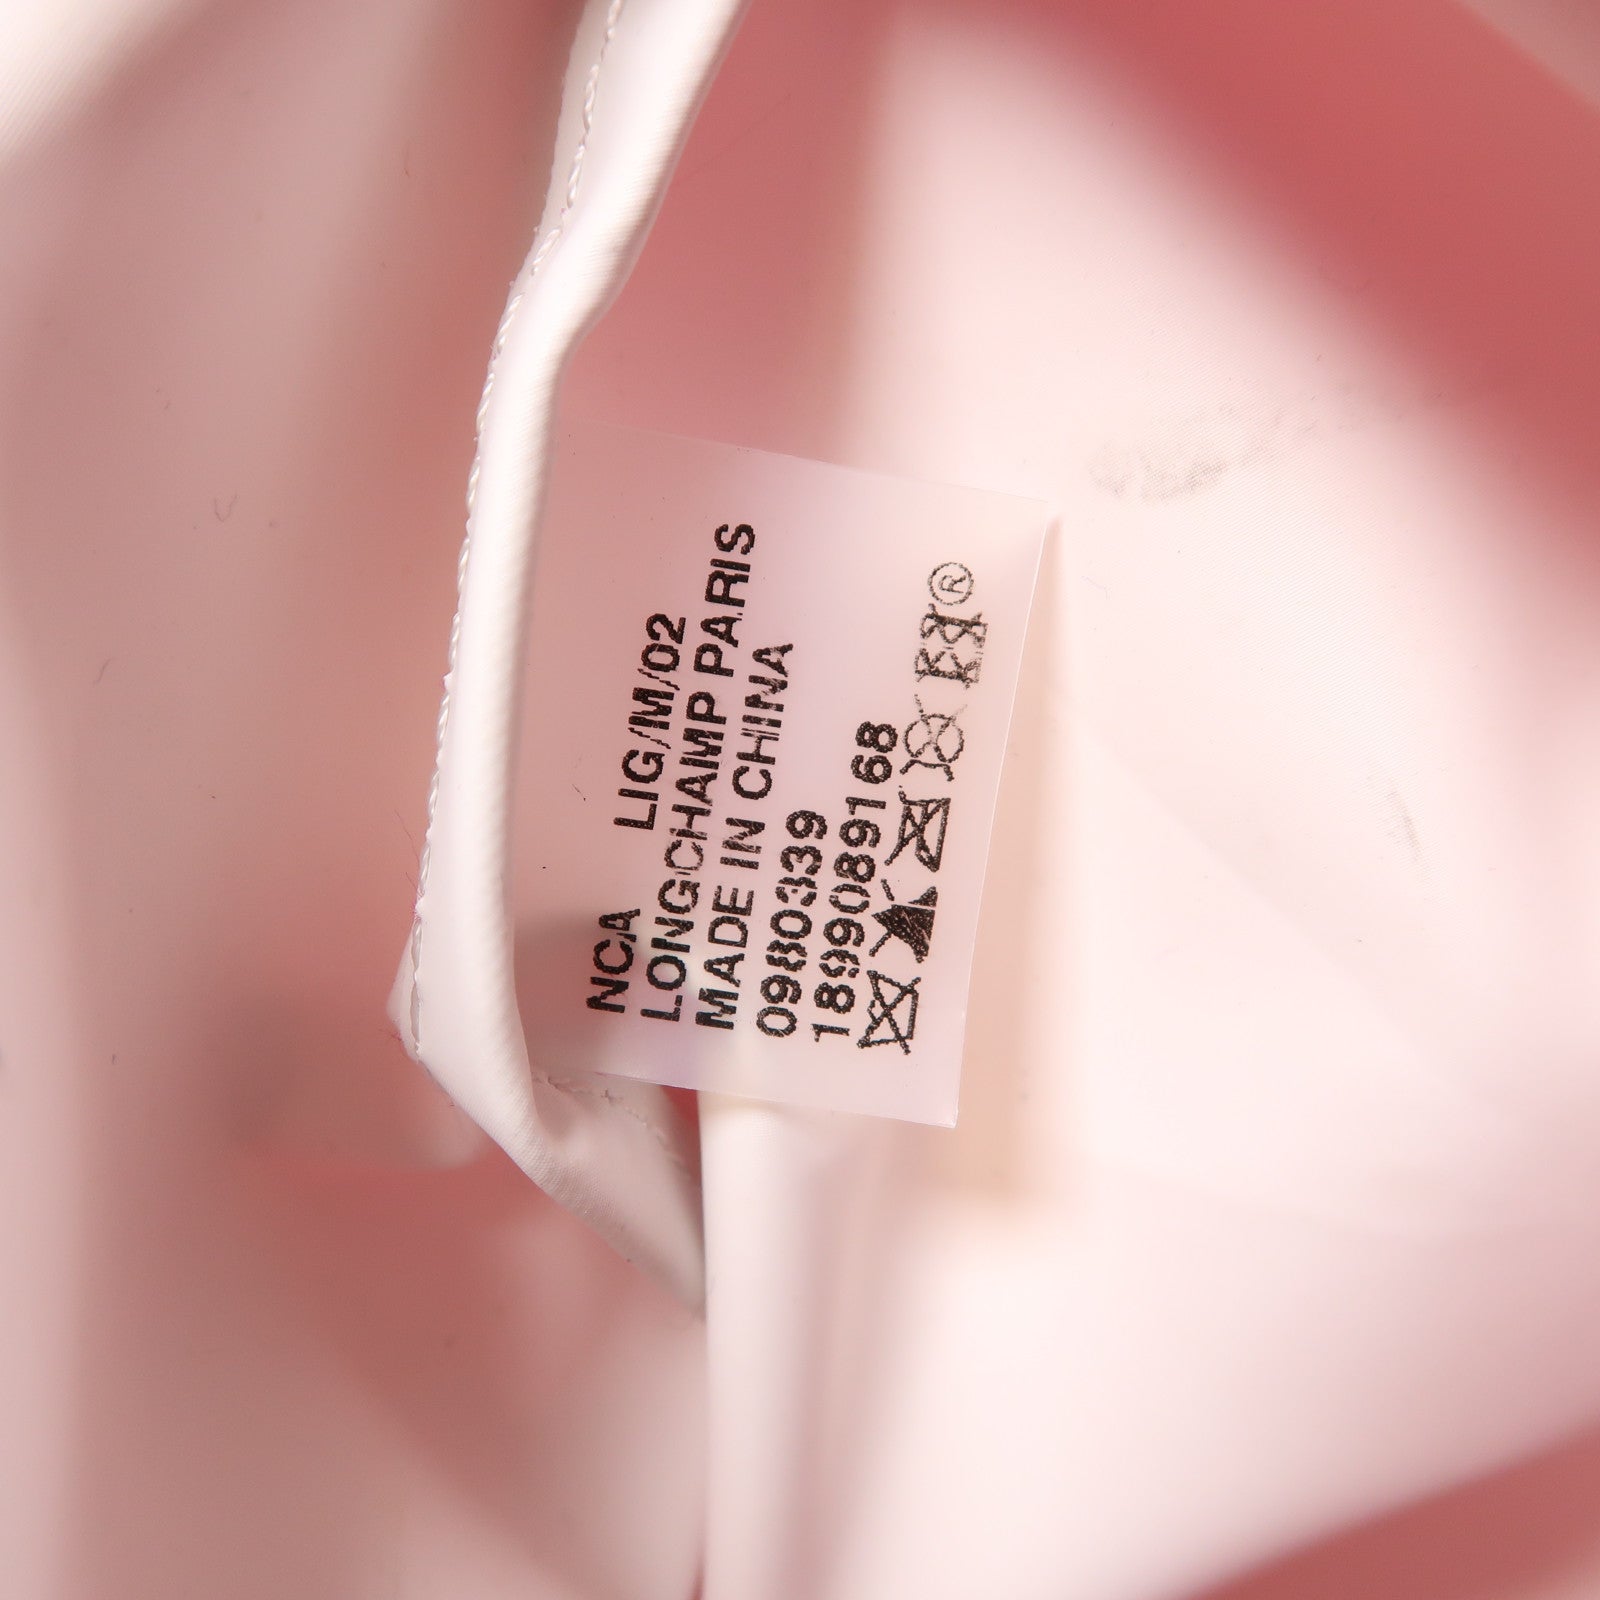 NCA LIG/M/02
LONGCHAMP PARIS
MADE IN CHINA
0980339
1899089168
®